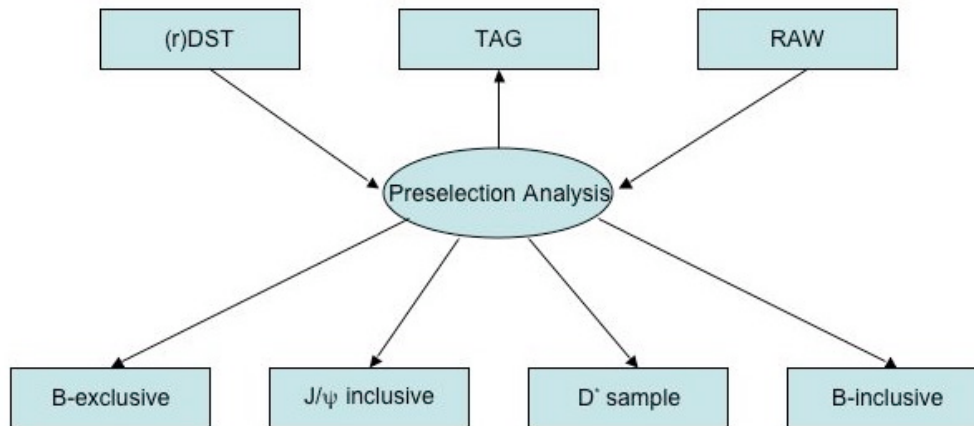 (r)DST
TAG
RAW
Preselection Analysis
B-exclusive
J/ψ inclusive
D* sample
B-inclusive